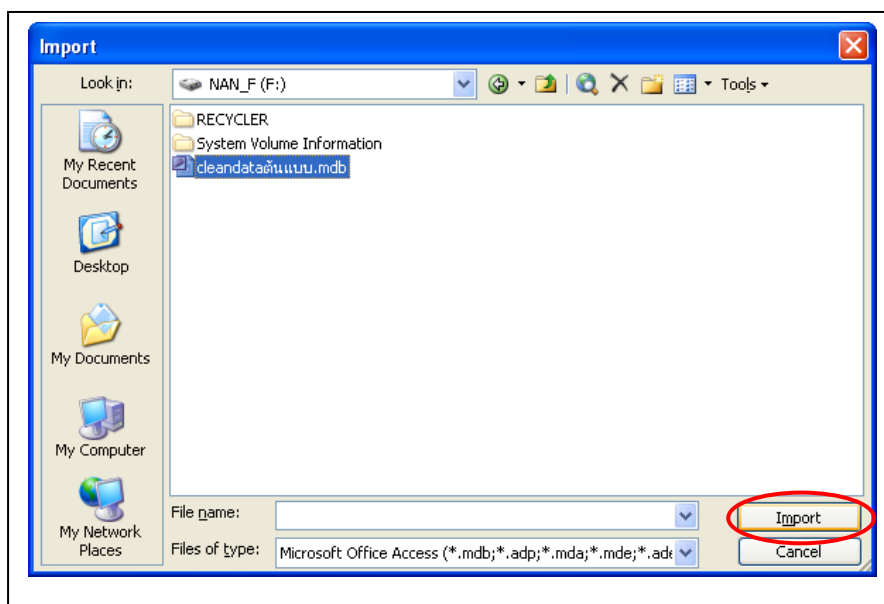 Import
Look in:
NAN_F (F:)
Tools
RECYCLER
System Volume Information
cleandataต้นแบบ.mdb
My Recent
Documents
Desktop
My Documents
My Computer
My Network
Places
File name:
Import
Files of type:
Microsoft Office Access (*.mdb;*.adp;*.mda;*.mde;*.ade
Cancel